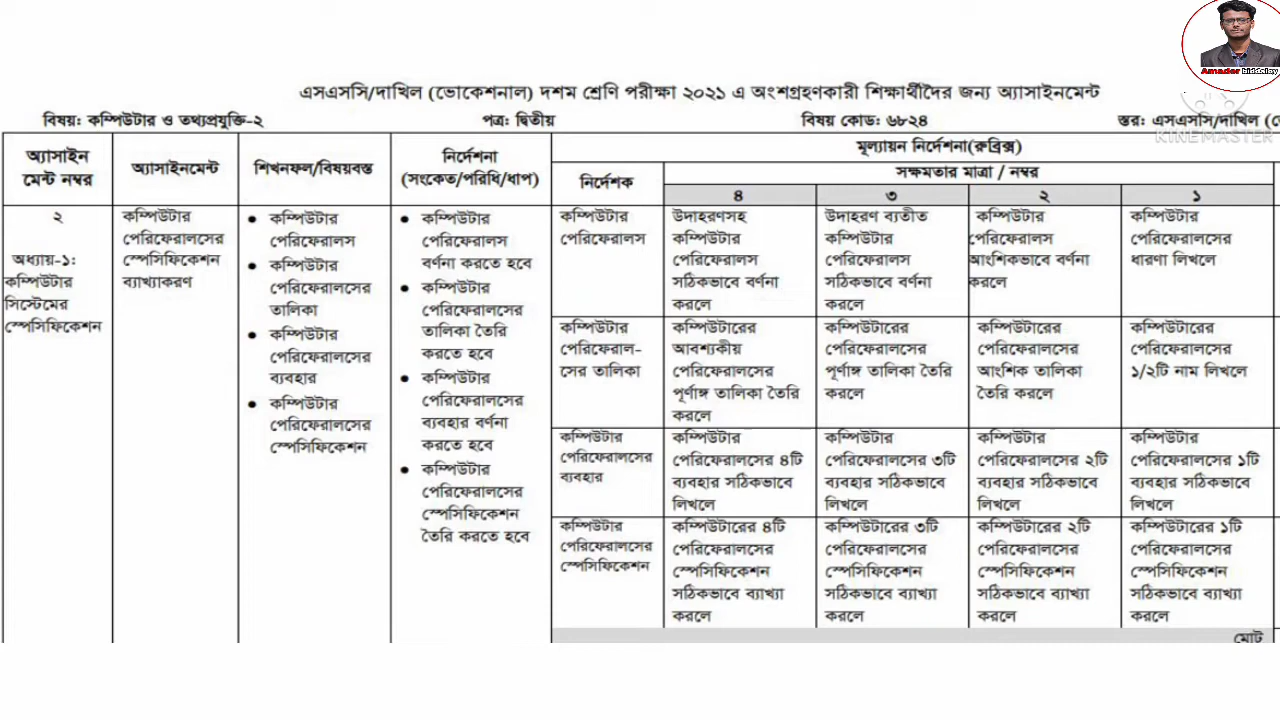 Amader biddaloy
এসএসসি/দাখিল (ভোকেশনাল) দশম শ্রেণি পরীক্ষা ২০২১ এ অংশগ্রহণকারী শিক্ষার্থীদৈর জন্য অ্যাসাইনমেন্ট
KINEMASTER
বিষয়: কম্পিউটার ও তথ্যপ্রযুক্তি-২ পত্র: দ্বিতীয় বিষয় কোড: ৬৮২৪ স্তর: এসএসসি/দাখিল
অ্যাসাইন
মেন্ট নম্বর
অ্যাসাইনমেন্ট
শিখনফল/বিষয়বস্ত
নির্দেশনা
(সংকেত/পরিধি/ধাপ)
মূল্যায়ন নির্দেশনা(রুব্রিক্স)
নির্দেশক
সক্ষমতার মাত্রা / নম্বর
৪ ৩ ২ ১
২
অধ্যায়-১:
কম্পিউটার
সিস্টেমের
স্পেসিফিকেশন
কম্পিউটার
পেরিফেরালসের
স্পেসিফিকেশন
ব্যাখ্যাকরণ
● কম্পিউটার
পেরিফেরালস
● কম্পিউটার
পেরিফেরালসের
তালিকা
● কম্পিউটার
পেরিফেরালসের
ব্যবহার
● কম্পিউটার
পেরিফেরালসের
স্পেসিফিকেশন
● কম্পিউটার
পেরিফেরালস
বর্ণনা করতে হবে
● কম্পিউটার
পেরিফেরালসের
তালিকা তৈরি
করতে হবে
● কম্পিউটার
পেরিফেরালসের
ব্যবহার বর্ণনা
করতে হবে
● কম্পিউটার
পেরিফেরালসের
স্পেসিফিকেশন
তৈরি করতে হবে
কম্পিউটার
পেরিফেরালস
উদাহরণসহ
কম্পিউটার
পেরিফেরালস
সঠিকভাবে বর্ণনা
করলে
উদাহরণ ব্যতীত
কম্পিউটার
পেরিফেরালস
সঠিকভাবে বর্ণনা
করলে
কম্পিউটার
পেরিফেরালস
আংশিকভাবে বর্ণনা
করলে
কম্পিউটার
পেরিফেরালসের
ধারণা লিখলে
কম্পিউটার
পেরিফেরাল-
সের তালিকা
কম্পিউটারের
আবশ্যকীয়
পেরিফেরালসের
পূর্ণাঙ্গ তালিকা তৈরি
করলে
কম্পিউটারের
পেরিফেরালসের
পূর্ণাঙ্গ তালিকা তৈরি
করলে
কম্পিউটারের
পেরিফেরালসের
আংশিক তালিকা
তৈরি করলে
কম্পিউটারের
পেরিফেরালসের
১/২টি নাম লিখলে
কম্পিউটার
পেরিফেরালসের
ব্যবহার
কম্পিউটার
পেরিফেরালসের ৪টি
ব্যবহার সঠিকভাবে
লিখলে
কম্পিউটার
পেরিফেরালসের ৩টি
ব্যবহার সঠিকভাবে
লিখলে
কম্পিউটার
পেরিফেরালসের ২টি
ব্যবহার সঠিকভাবে
লিখলে
কম্পিউটার
পেরিফেরালসের ১টি
ব্যবহার সঠিকভাবে
লিখলে
কম্পিউটার
পেরিফেরালসের
স্পেসিফিকেশন
কম্পিউটারের ৪টি
পেরিফেরালসের
স্পেসিফিকেশন
সঠিকভাবে ব্যাখ্যা
করলে
কম্পিউটারের ৩টি
পেরিফেরালসের
স্পেসিফিকেশন
সঠিকভাবে ব্যাখ্যা
করলে
কম্পিউটারের ২টি
পেরিফেরালসের
স্পেসিফিকেশন
সঠিকভাবে ব্যাখ্যা
করলে
কম্পিউটারের ১টি
পেরিফেরালসের
স্পেসিফিকেশন
সঠিকভাবে ব্যাখ্যা
করলে
মোট